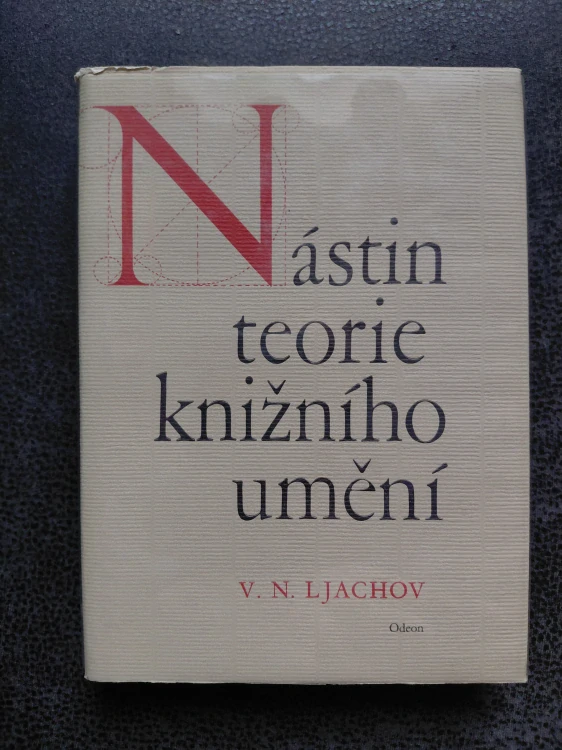 Nástin
teorie
knižního
umění
V. N. LJACHOV
Odeon